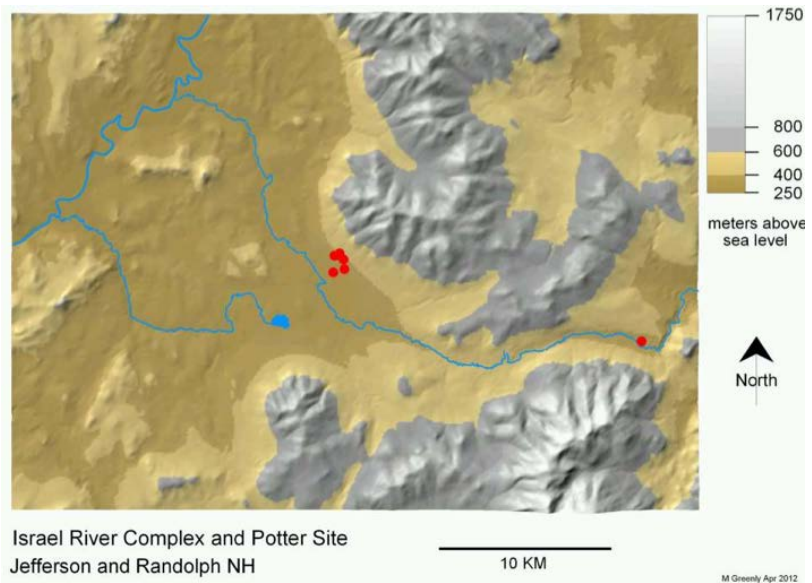 1750
800
600
400
250
meters above
sea level
North
Israel River Complex and Potter Site
Jefferson and Randolph NH
10 KM
M Greenly Apr 2012